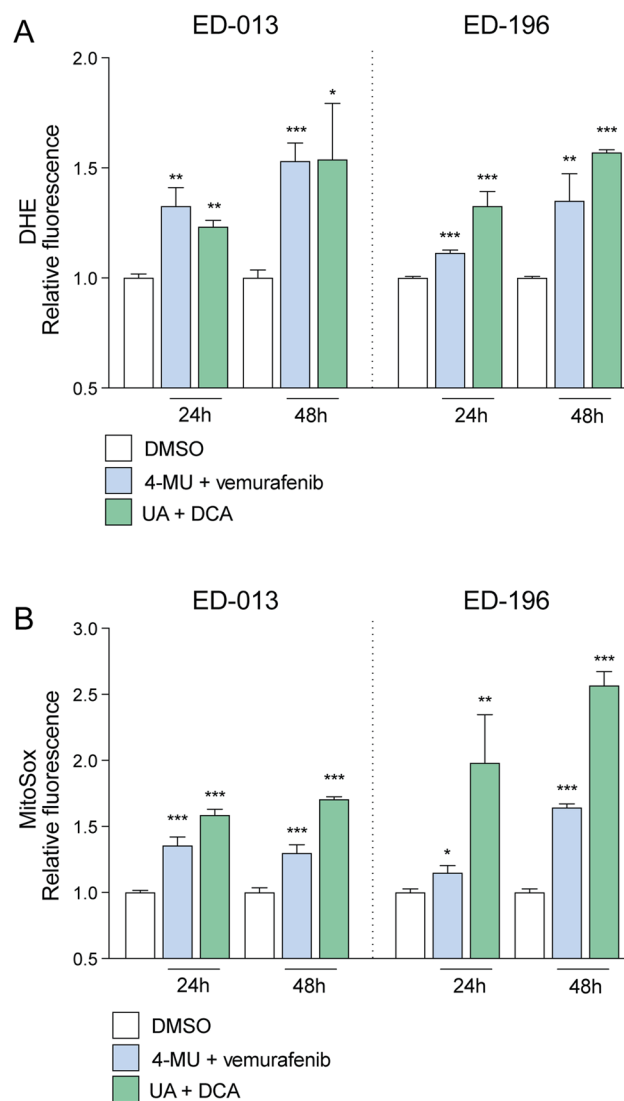 A
ED-013
ED-196
DHE
Relative fluorescence
2.0
1.5
1.0
0.5
**
**
***
*
***
***
**
***
24h
48h
24h
48h
DMSO
4-MU + vemurafenib
UA + DCA
B
ED-013
ED-196
MitoSox
Relative fluorescence
3.0
2.5
2.0
1.5
1.0
0.5
***
***
***
***
*
**
***
***
24h
48h
24h
48h
DMSO
4-MU + vemurafenib
UA + DCA